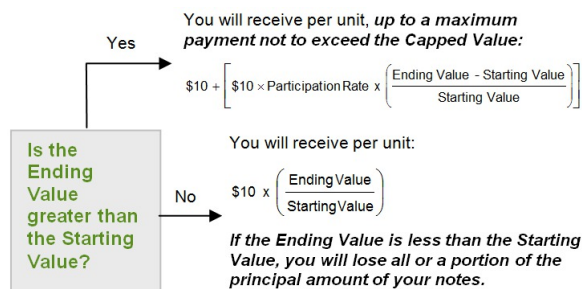 You will receive per unit, up to a maximum
payment not to exceed the Capped Value:
Yes
$10 + [ $10 × Participation Rate x ( Ending Value - Starting Value / Starting Value ) ]
Is the
Ending
Value
greater than
the Starting
Value?
You will receive per unit:
No
$10 x ( Ending Value / Starting Value )
If the Ending Value is less than the Starting
Value, you will lose all or a portion of the
principal amount of your notes.